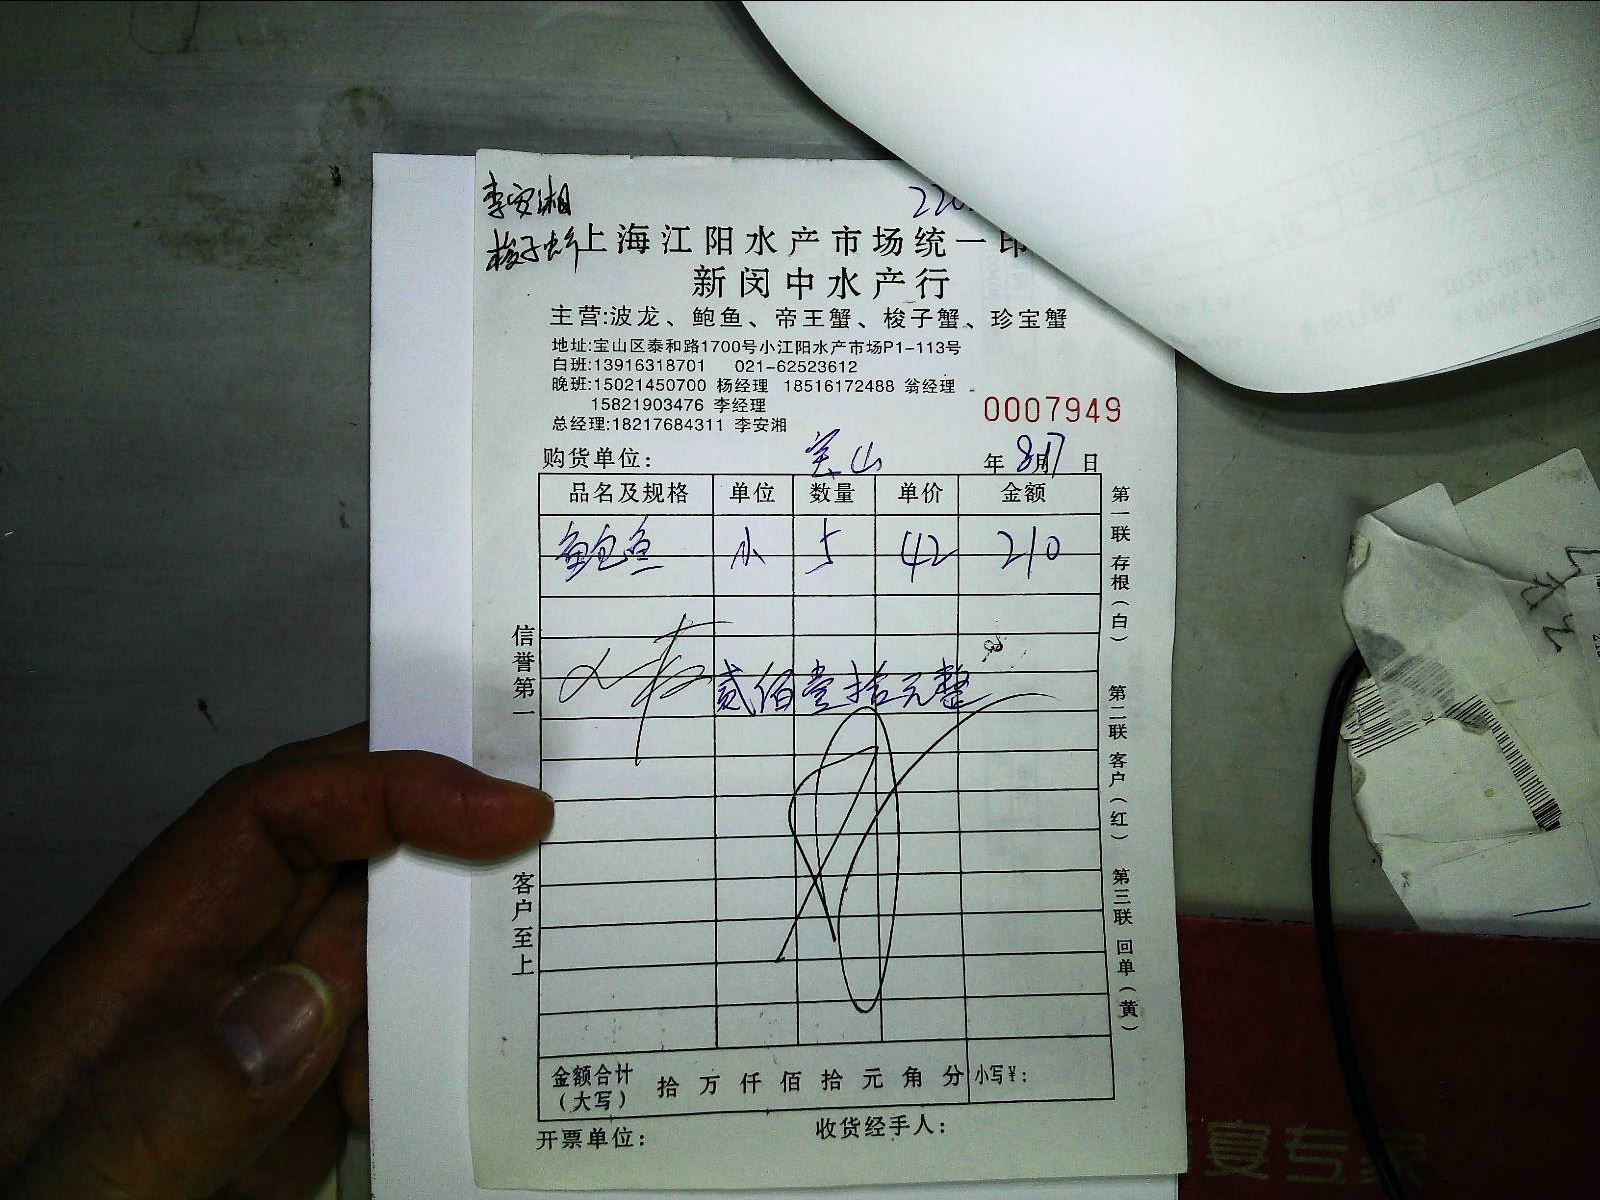 李安湘
梭子蟹
220
上海江阳水产市场统一印
新闵中水产行
主营:波龙、鲍鱼、帝王蟹、梭子蟹、珍宝蟹
地址:宝山区泰和路1700号小江阳水产市场P1-113号
白班:13916318701 021-62523612
晚班:15021450700 杨经理 18516172488 翁经理
15821903476 李经理
总经理:18217684311 李安湘
0007949
购货单位: 宝山 年 8月17日
品名及规格 单位 数量 单价 金额
鲍鱼 小 5 42 210
贰佰壹拾元整
金额合计(大写) 拾 万 仟 佰 拾 元 角 分 小写¥:
开票单位: 收货经手人:
信誉第一
客户至上
第一联 存根(白)
第二联 客户(红)
第三联 回单(黄)
宴专家